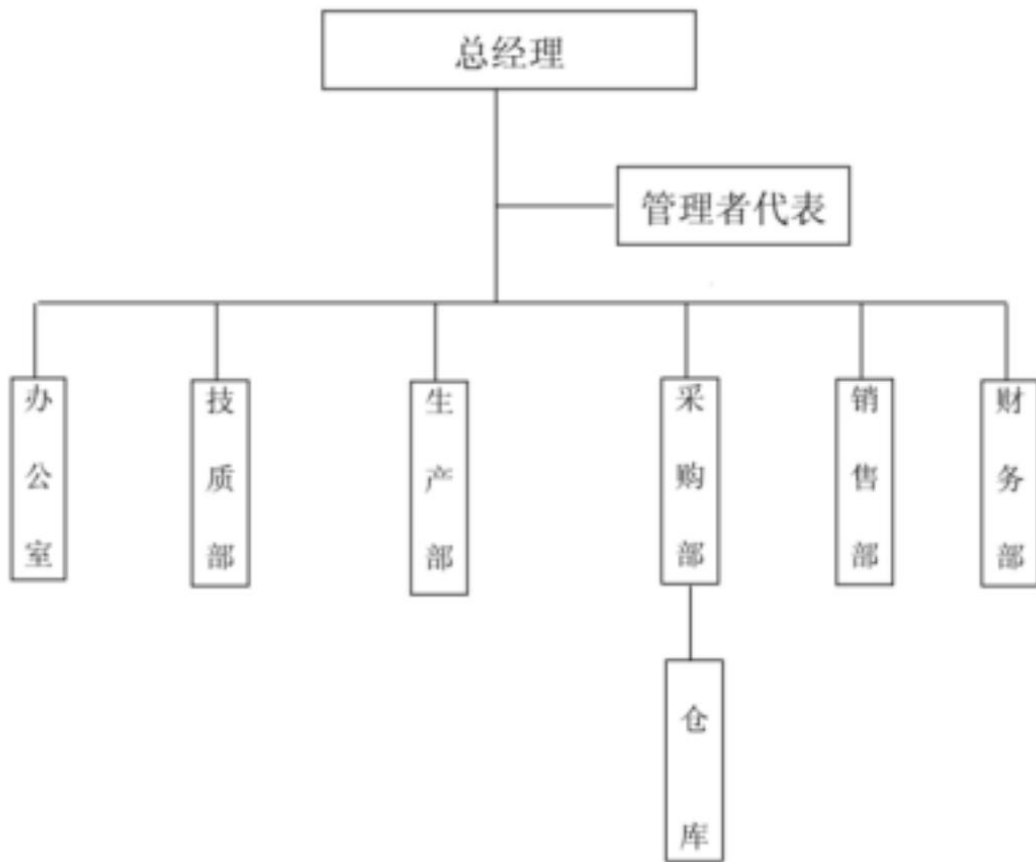 总经理
管理者代表
办公室
技质部
生产部
采购部
销售部
财务部
仓库